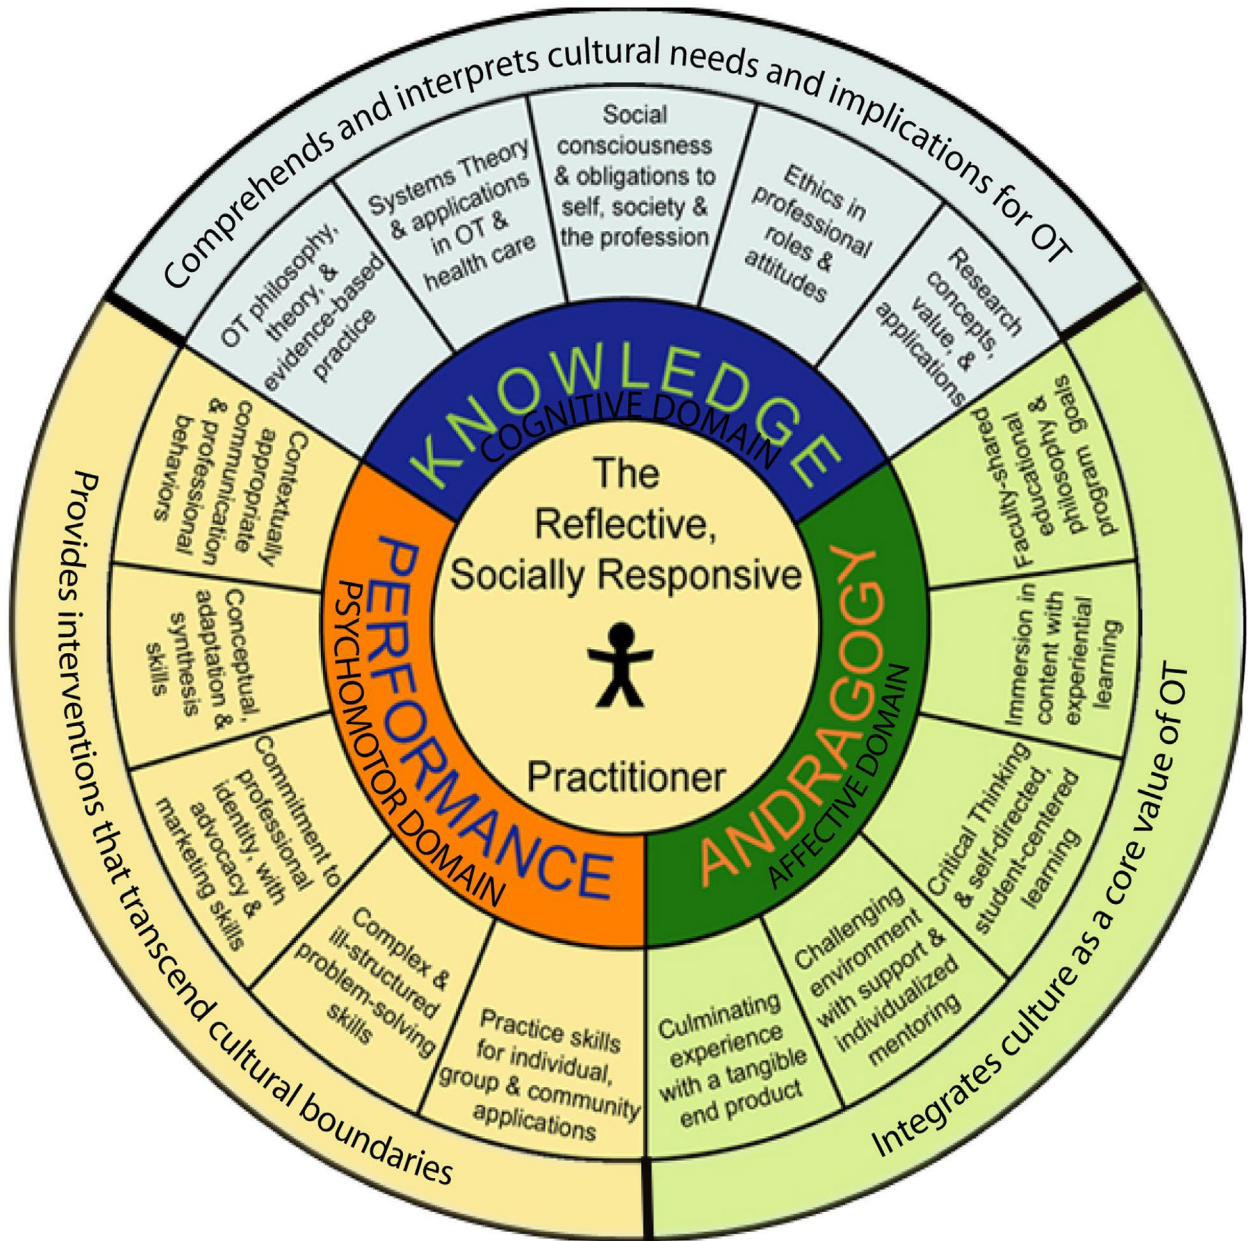 Comprehends and interprets cultural needs and implications for OT
OT philosophy,
theory, &
evidence-based
practice
Systems Theory
& applications
in OT &
health care
Social
consciousness
& obligations to
self, society &
the profession
Ethics in
professional
roles &
attitudes
Research
concepts,
value, &
applications
KNOWLEDGE
COGNITIVE DOMAIN
The
Reflective,
Socially Responsive
Practitioner
ANDRAGOGY
AFFECTIVE DOMAIN
Faculty-shared
educational
philosophy &
program goals
Immersion in
content with
experiential
learning
Critical Thinking
& self-directed,
student-centered
learning
Challenging
environment
with support &
individualized
mentoring
Culminating
experience
with a tangible
end product
Integrates culture as a core value of OT
PERFORMANCE
PSYCHOMOTOR DOMAIN
Contextually
appropriate
communication
& professional
behaviors
Conceptual,
adaptation &
synthesis
skills
Commitment to
professional
identity, with
advocacy &
marketing skills
Complex &
ill-structured
problem-solving
skills
Practice skills
for individual,
group & community
applications
Provides interventions that transcend cultural boundaries